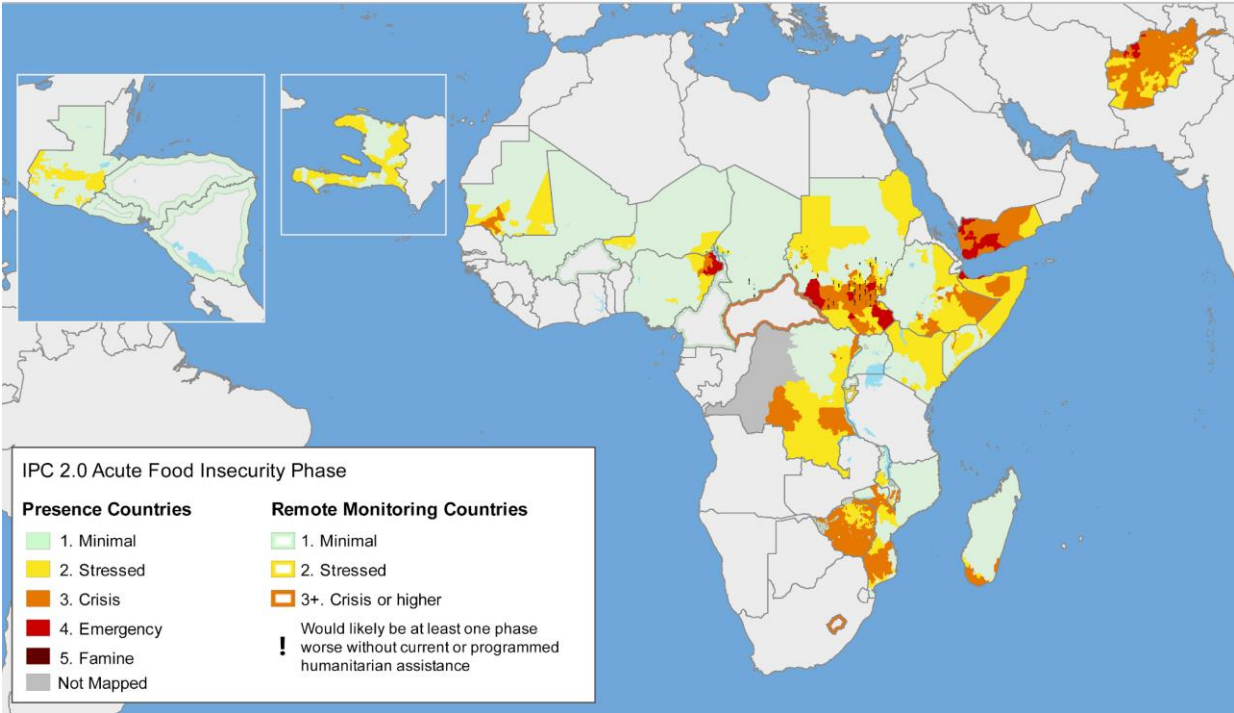 IPC 2.0 Acute Food Insecurity Phase
Presence Countries
1. Minimal
2. Stressed
3. Crisis
4. Emergency
5. Famine
Not Mapped
Remote Monitoring Countries
1. Minimal
2. Stressed
3+. Crisis or higher
! Would likely be at least one phase
worse without current or programmed
humanitarian assistance